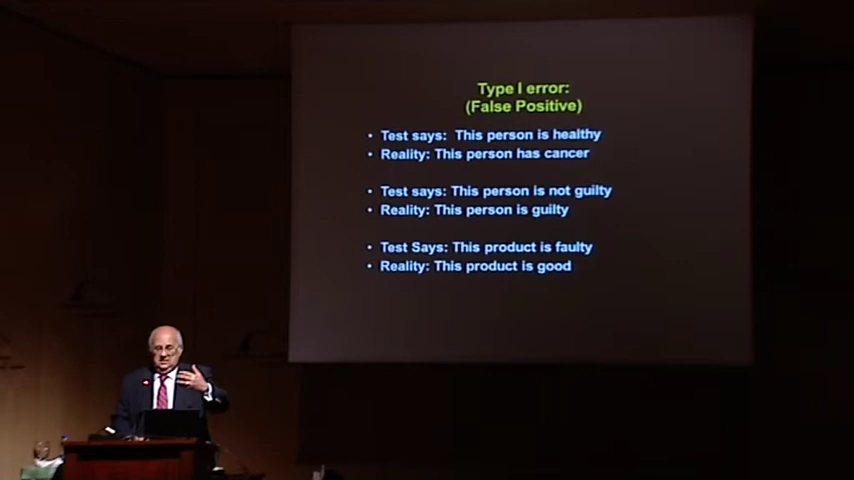 Type I error:
(False Positive)
• Test says: This person is healthy
• Reality: This person has cancer
• Test says: This person is not guilty
• Reality: This person is guilty
• Test Says: This product is faulty
• Reality: This product is good